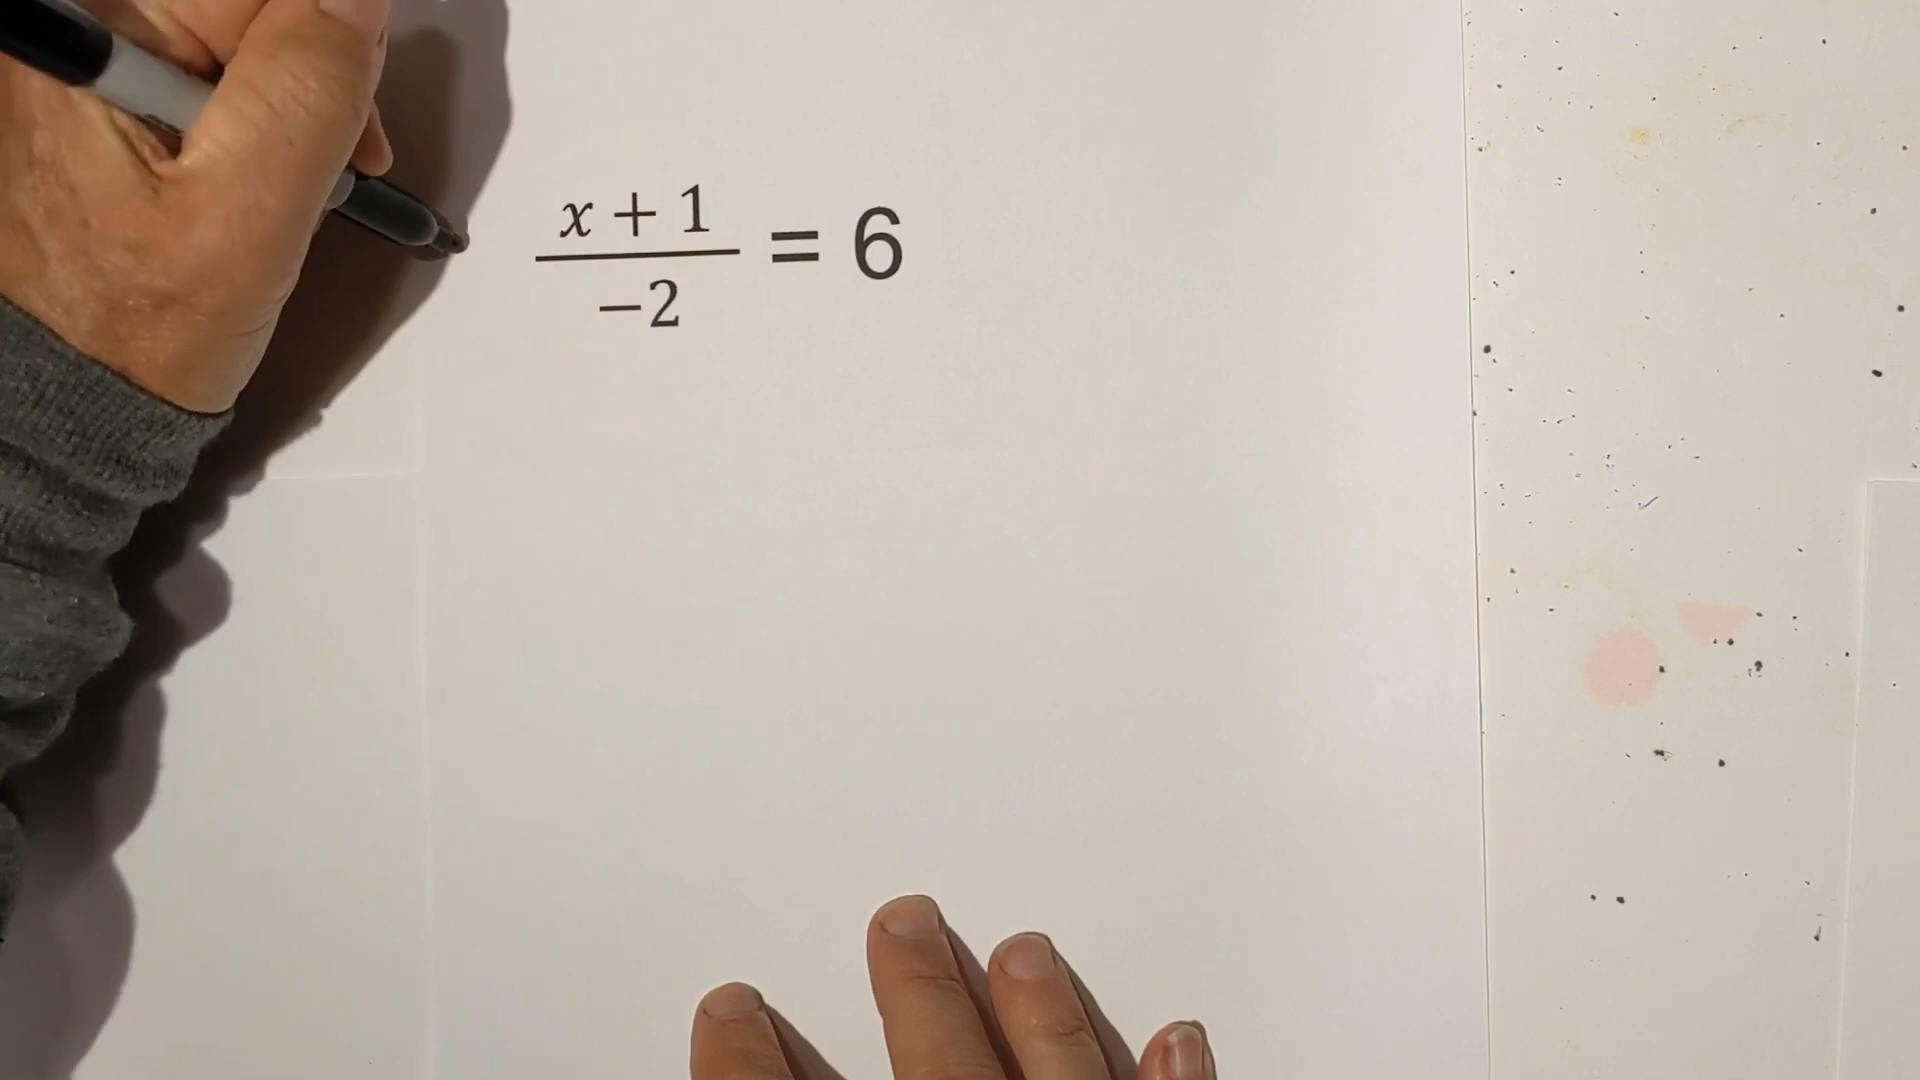 x + 1
—— = 6
−2